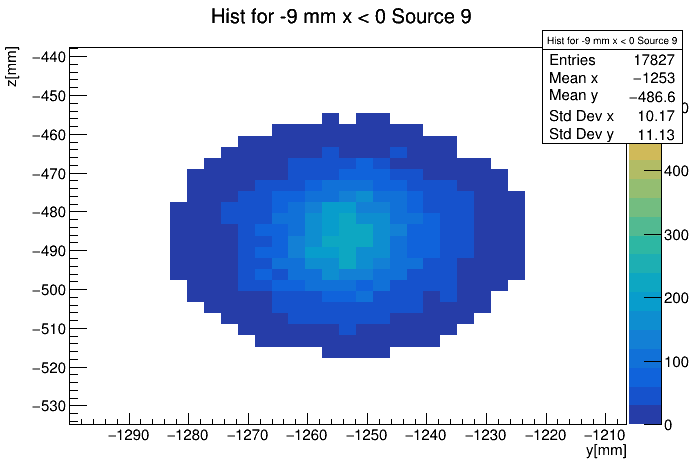 Hist for -9 mm x < 0 Source 9
z[mm]
Hist for -9 mm x < 0 Source 9
Entries 17827
Mean x −1253
Mean y −486.6
Std Dev x 10.17
Std Dev y 11.13
−440
−450
−460
−470
−480
−490
−500
−510
−520
−530
0
400
300
200
100
0
−1290 −1280 −1270 −1260 −1250 −1240 −1230 −1220 −1210
y[mm]